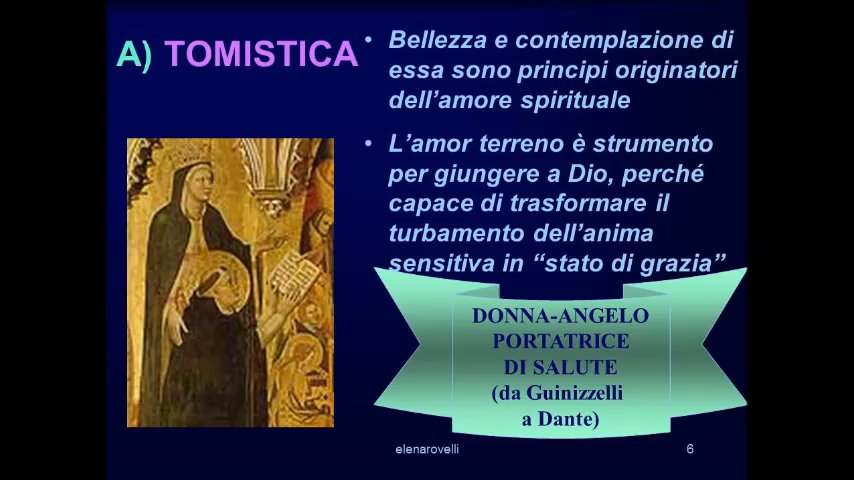 A) TOMISTICA
• Bellezza e contemplazione di
essa sono principi originatori
dell’amore spirituale
• L’amor terreno è strumento
per giungere a Dio, perché
capace di trasformare il
turbamento dell’anima
sensitiva in “stato di grazia”
DONNA-ANGELO
PORTATRICE
DI SALUTE
(da Guinizzelli
a Dante)
elenarovelli
6